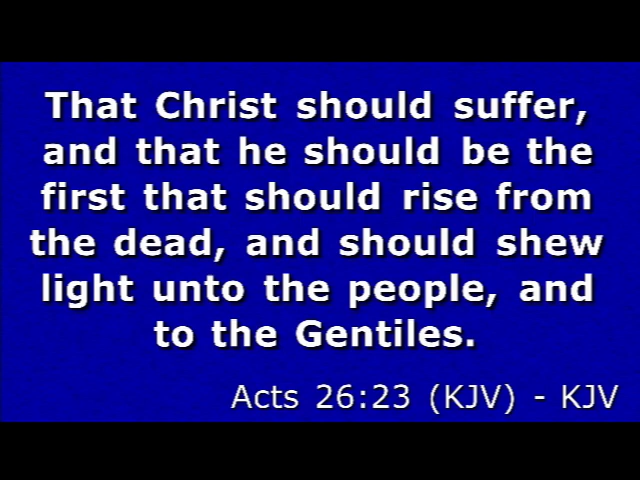 That Christ should suffer,
and that he should be the
first that should rise from
the dead, and should shew
light unto the people, and
to the Gentiles.
Acts 26:23 (KJV) - KJV